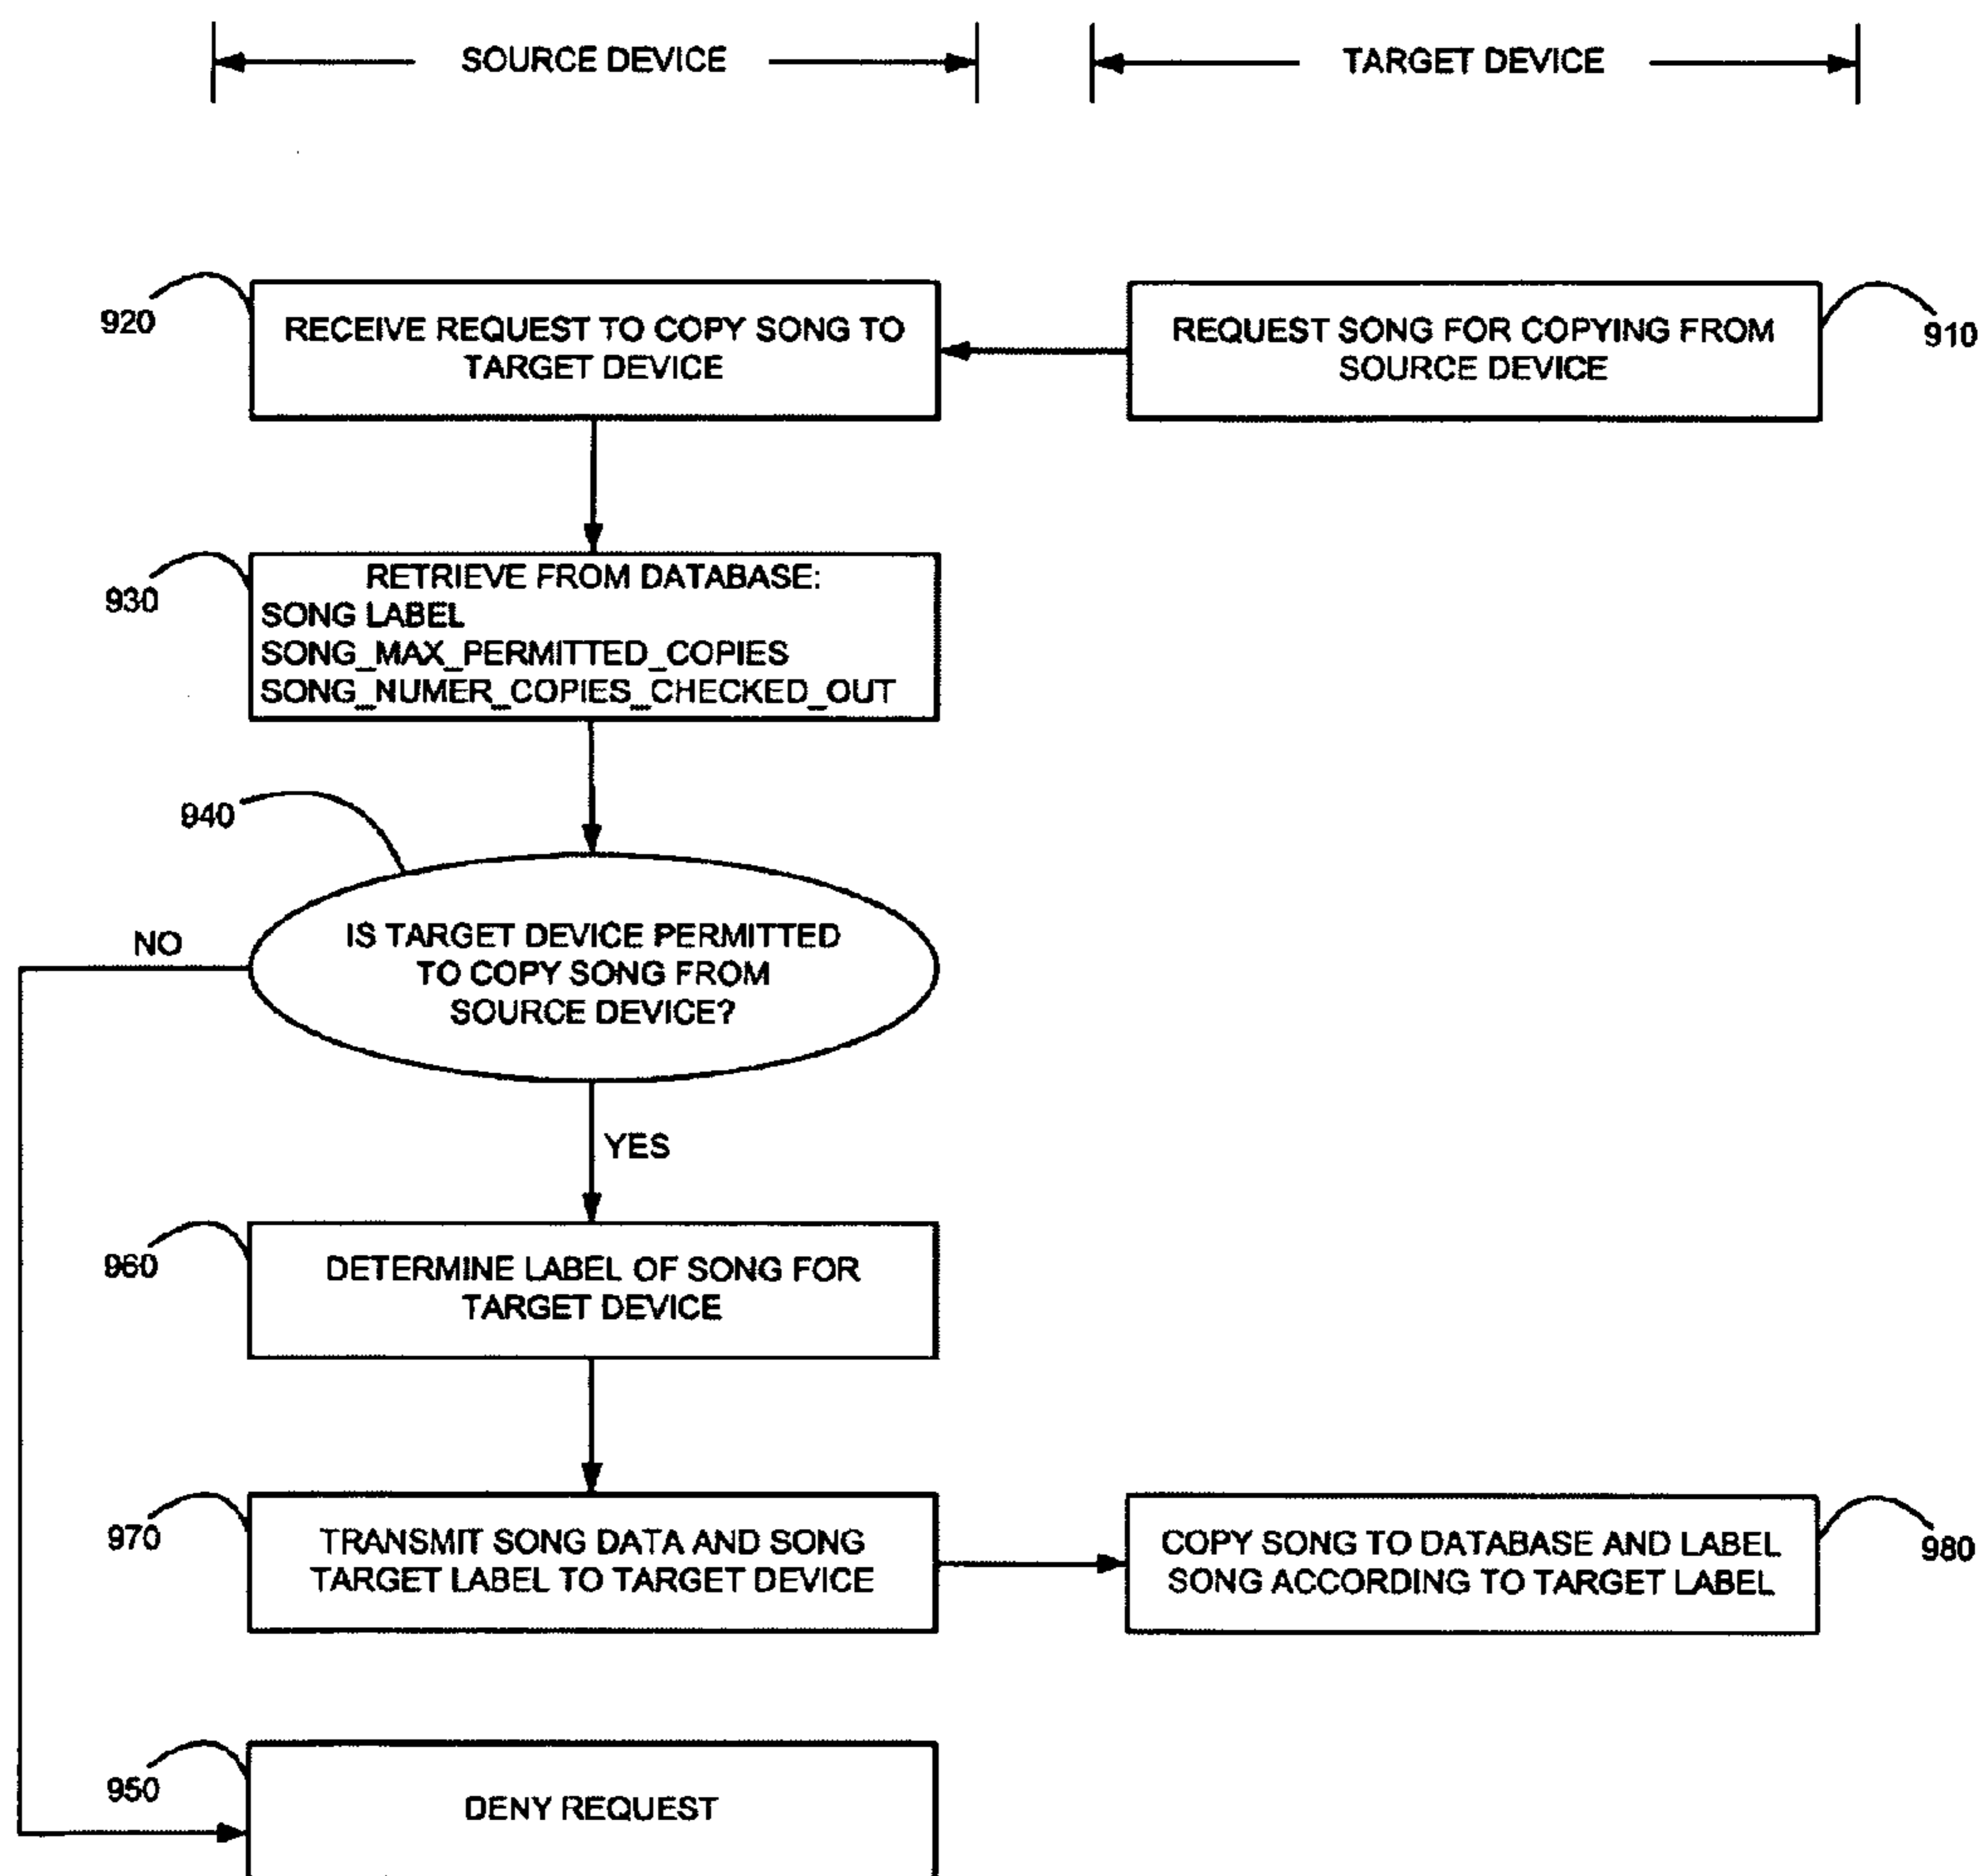 SOURCE DEVICE
TARGET DEVICE
920
RECEIVE REQUEST TO COPY SONG TO
TARGET DEVICE
REQUEST SONG FOR COPYING FROM
SOURCE DEVICE
910
930
RETRIEVE FROM DATABASE:
SONG LABEL
SONG_MAX_PERMITTED_COPIES
SONG_NUMER_COPIES_CHECKED_OUT
940
NO
IS TARGET DEVICE PERMITTED
TO COPY SONG FROM
SOURCE DEVICE?
YES
960
DETERMINE LABEL OF SONG FOR
TARGET DEVICE
970
TRANSMIT SONG DATA AND SONG
TARGET LABEL TO TARGET DEVICE
COPY SONG TO DATABASE AND LABEL
SONG ACCORDING TO TARGET LABEL
980
950
DENY REQUEST